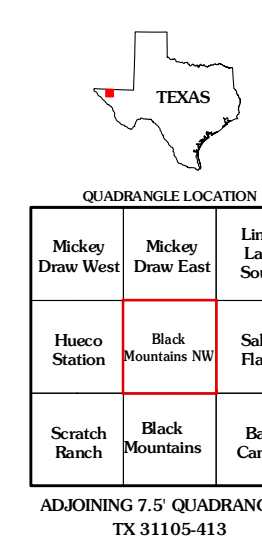 TEXAS
QUADRANGLE LOCATION
Mickey
Draw West
Mickey
Draw East
Hueco
Station
Black
Mountains NW
Scratch
Ranch
Black
Mountains
ADJOINING 7.5' QUADRANG
TX 31105-413